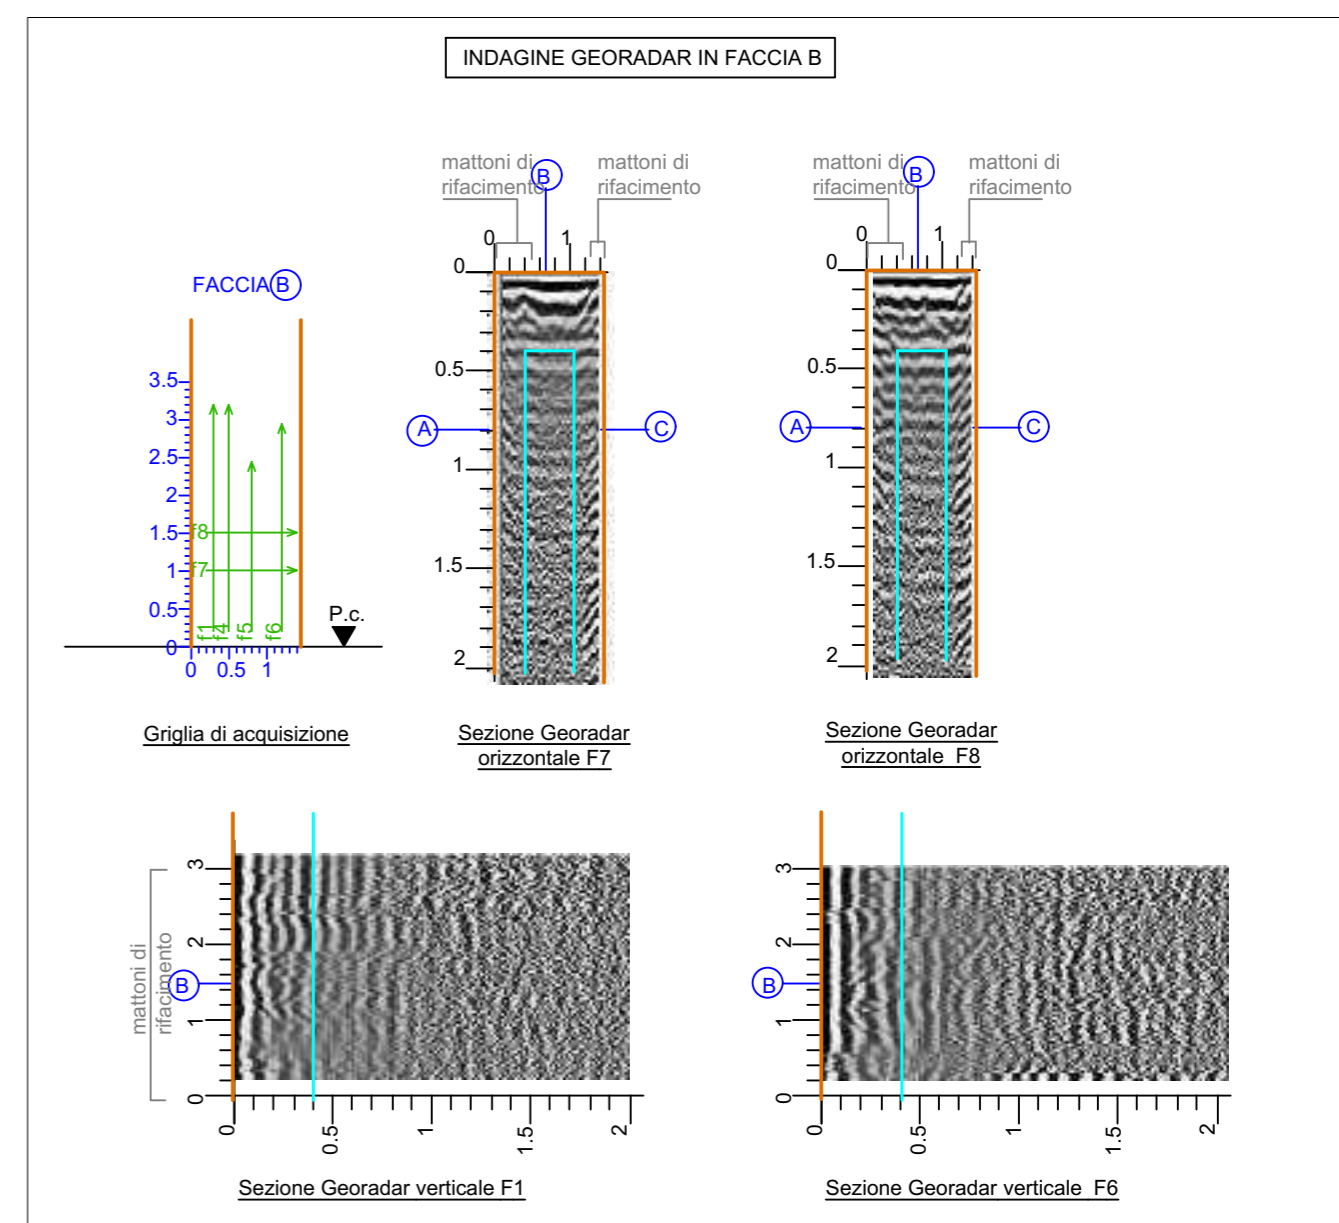 INDAGINE GEORADAR IN FACCIA B
mattoni di
rifacimento
B
mattoni di
rifacimento
0
1
0
0.5
A
C
1
1.5
2
Sezione Georadar
orizzontale F7
mattoni di
rifacimento
B
mattoni di
rifacimento
0
1
0
0.5
A
C
1
1.5
2
Sezione Georadar
orizzontale F8
FACCIA B
3.5
3
2.5
2
1.5
1
0.5
0
f8
f7
f1
f4
f5
f6
P.c.
0 0.5 1
Griglia di acquisizione
mattoni di
rifacimento
B
3
2
1
0
0 0.5 1 1.5 2
Sezione Georadar verticale F1
B
3
2
1
0
0 0.5 1 1.5 2
Sezione Georadar verticale F6